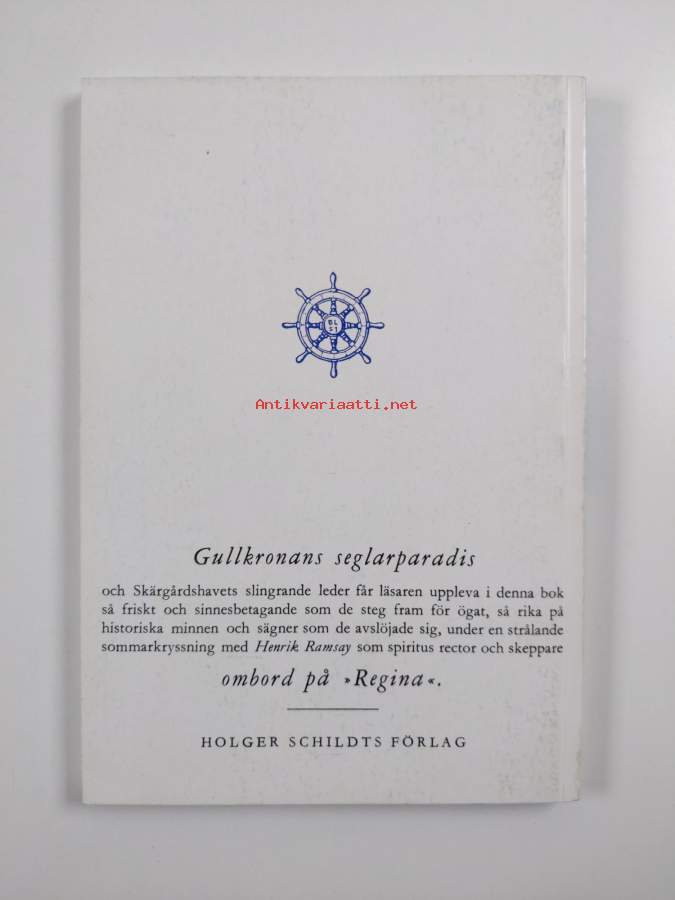 BL
51
Antikvariaatti.net
Gullkronans seglarparadis
och Skärgårdshavets slingrande leder får läsaren uppleva i denna bok
så friskt och sinnesbetagande som de steg fram för ögat, så rika på
historiska minnen och sägner som de avslöjade sig, under en strålande
sommarkryssning med Henrik Ramsay som spiritus rector och skeppare
ombord på »Regina«.
HOLGER SCHILDTS FÖRLAG